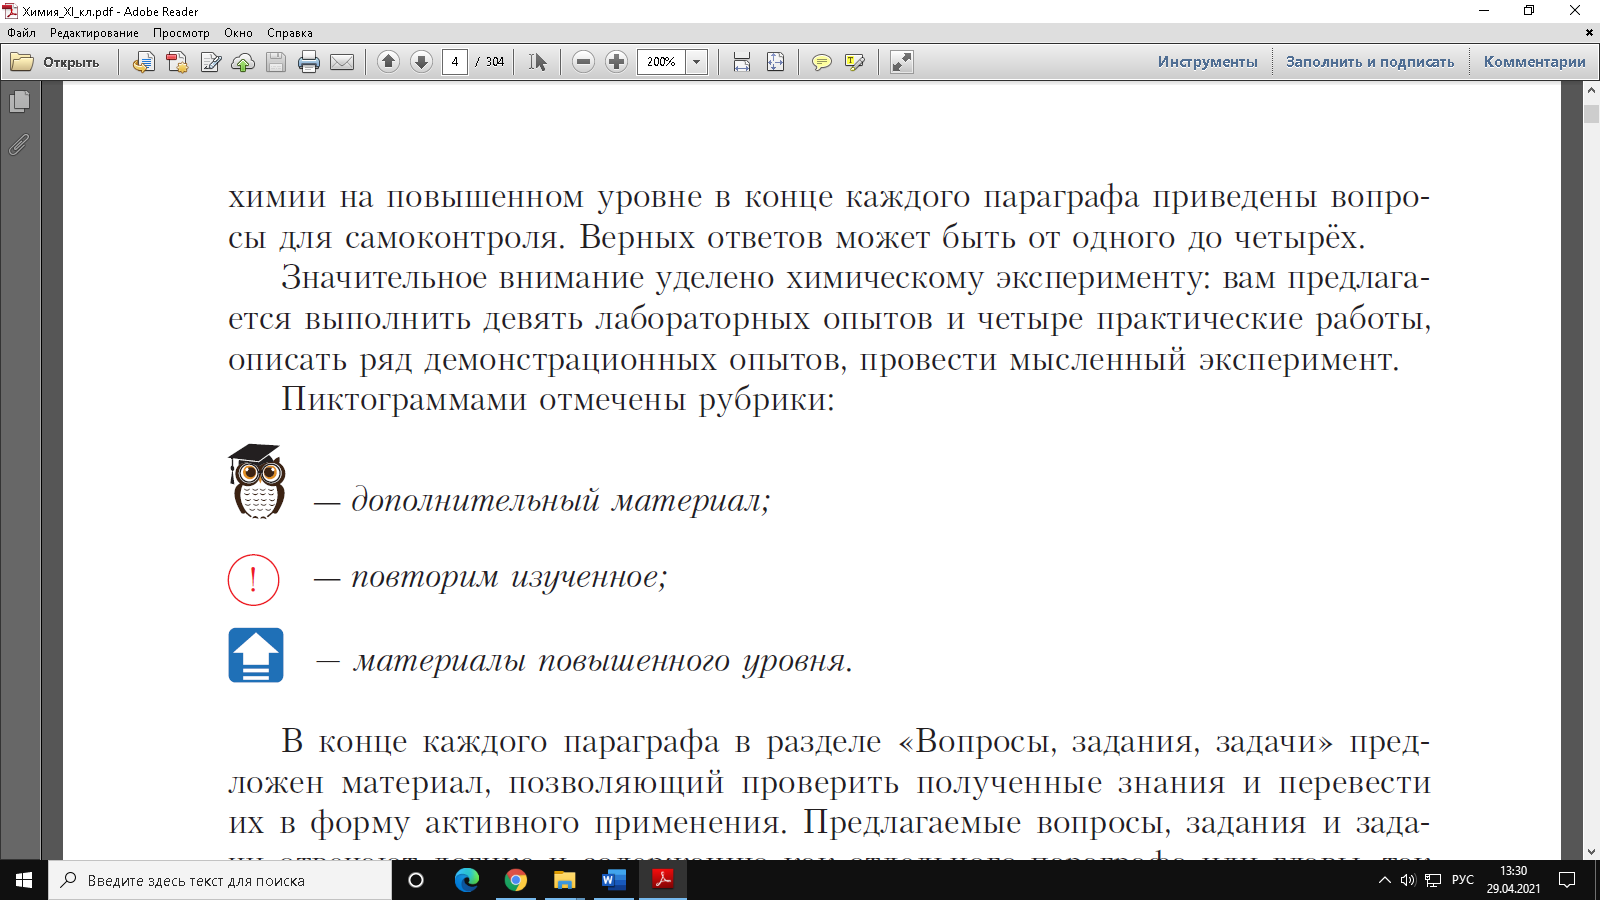 Химия_XI_кл.pdf - Adobe Reader
Файл Редактирование Просмотр Окно Справка
Открыть 4 / 304 200% Инструменты Заполнить и подписать Комментарии
химии на повышенном уровне в конце каждого параграфа приведены вопро-
сы для самоконтроля. Верных ответов может быть от одного до четырёх.
Значительное внимание уделено химическому эксперименту: вам предлага-
ется выполнить девять лабораторных опытов и четыре практические работы,
описать ряд демонстрационных опытов, провести мысленный эксперимент.
Пиктограммами отмечены рубрики:
— дополнительный материал;
! — повторим изученное;
— материалы повышенного уровня.
В конце каждого параграфа в разделе «Вопросы, задания, задачи» пред-
ложен материал, позволяющий проверить полученные знания и перевести
их в форму активного применения. Предлагаемые вопросы, задания и зада-
Введите здесь текст для поиска
РУС
13:30
29.04.2021